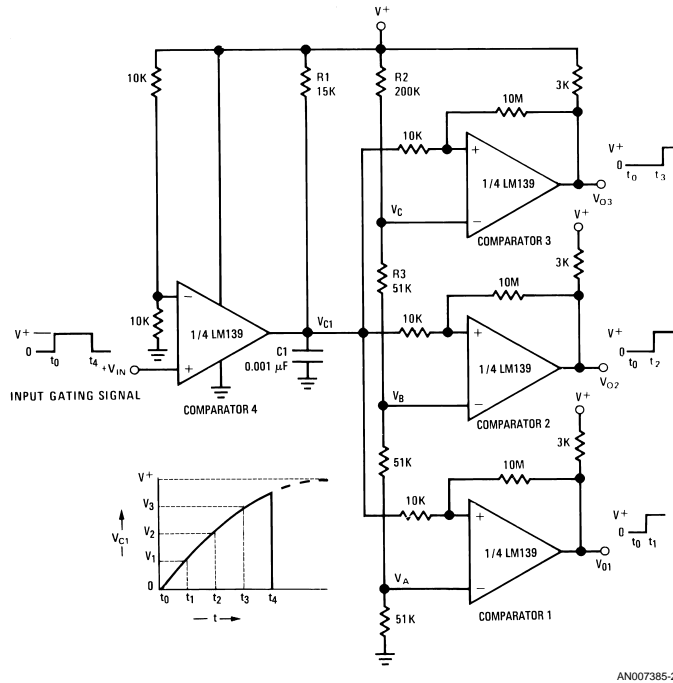 V+
10K
R1
15K
R2
200K
3K
10M
10K
+
1/4 LM139
−
V+
0
t0
t3
VO3
VC
COMPARATOR 3
V+
3K
R3
51K
10M
10K
−
10K
1/4 LM139
VC1
10K
+
1/4 LM139
−
V+
0
t0
t2
VO2
V+
0
t0
t4
+VIN
+
C1
0.001 μF
INPUT GATING SIGNAL
COMPARATOR 4
VB
COMPARATOR 2
V+
3K
51K
10M
10K
+
1/4 LM139
−
V+
0
t0
t1
V01
VA
COMPARATOR 1
51K
V+
V3
VC1
V2
V1
0
t0
t1
t2
t3
t4
t
AN007385-2